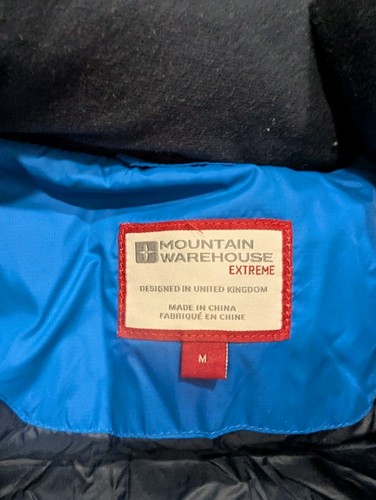 MOUNTAIN
WAREHOUSE
EXTREME
DESIGNED IN UNITED KINGDOM
MADE IN CHINA
FABRIQUÉ EN CHINE
M